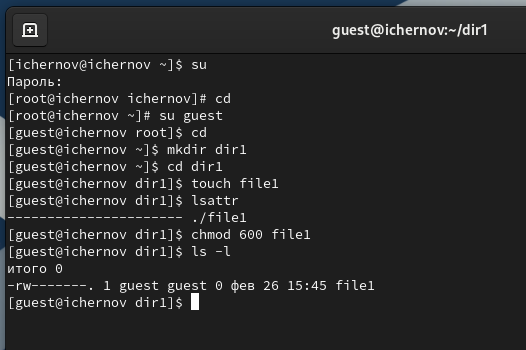 guest@ichernov:~/dir1
[ichernov@ichernov ~]$ su
Пароль:
[root@ichernov ichernov]# cd
[root@ichernov ~]# su guest
[guest@ichernov root]$ cd
[guest@ichernov ~]$ mkdir dir1
[guest@ichernov ~]$ cd dir1
[guest@ichernov dir1]$ touch file1
[guest@ichernov dir1]$ lsattr
---------------------- ./file1
[guest@ichernov dir1]$ chmod 600 file1
[guest@ichernov dir1]$ ls -l
итого 0
-rw-------. 1 guest guest 0 фев 26 15:45 file1
[guest@ichernov dir1]$